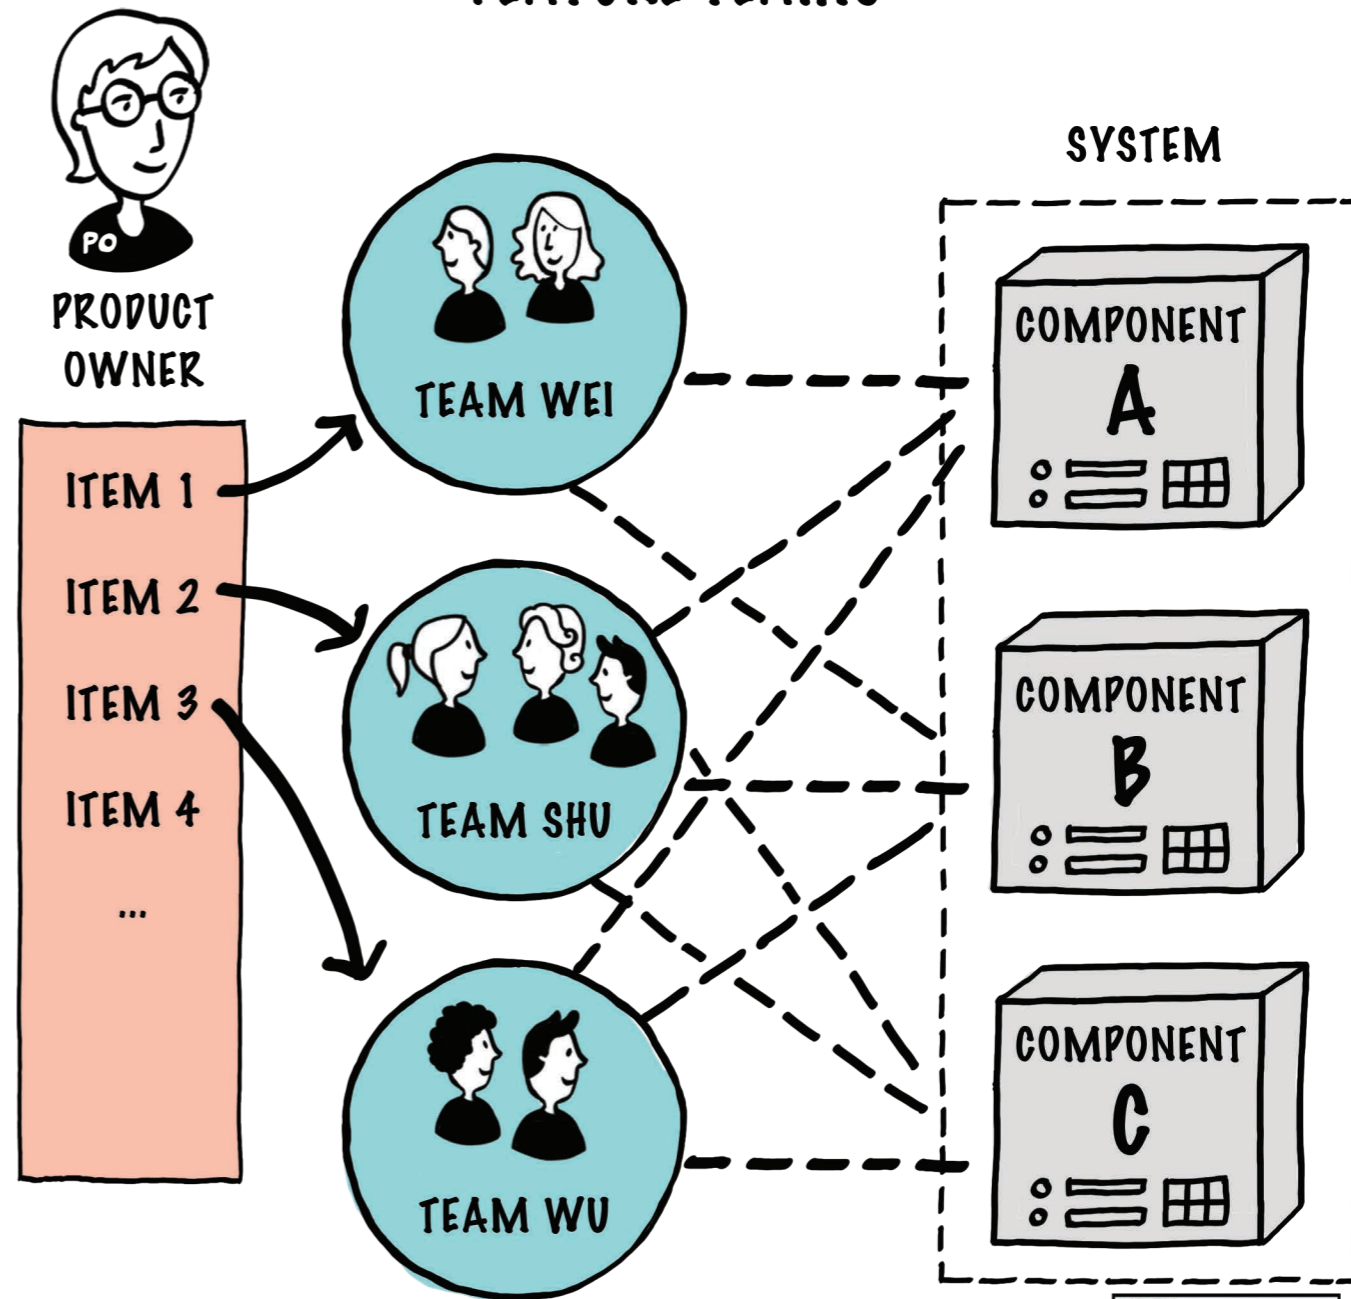 PO
PRODUCT
OWNER
ITEM 1
ITEM 2
ITEM 3
ITEM 4
...
TEAM WEI
TEAM SHU
TEAM WU
SYSTEM
COMPONENT
A
COMPONENT
B
COMPONENT
C